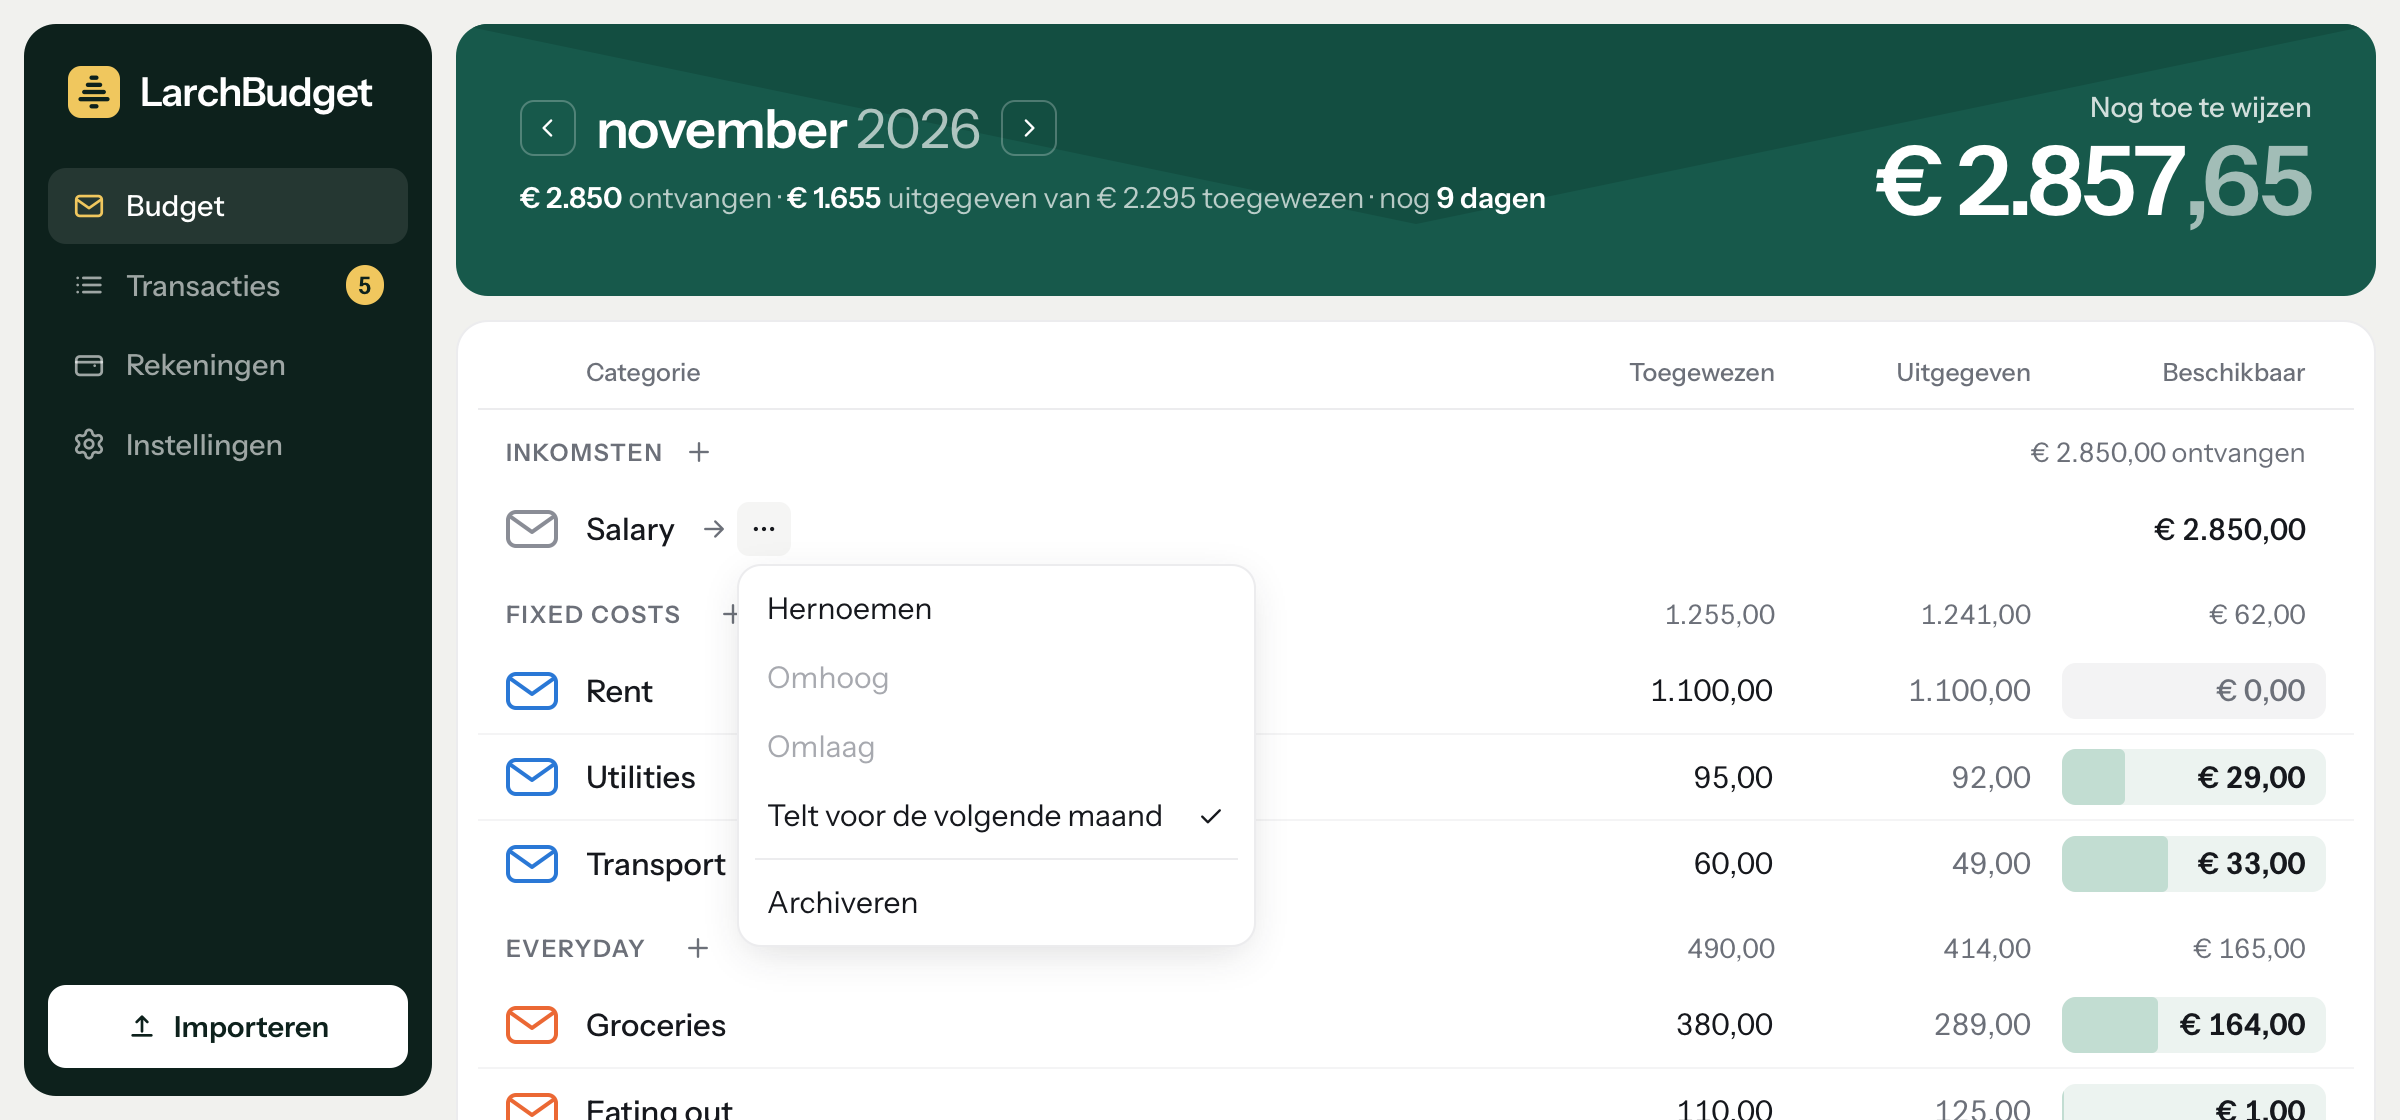 LarchBudget
Budget
Transacties 5
Rekeningen
Instellingen
Importeren
november 2026
€ 2.850 ontvangen · € 1.655 uitgegeven van € 2.295 toegewezen · nog 9 dagen
Nog toe te wijzen
€ 2.857,65
Categorie Toegewezen Uitgegeven Beschikbaar
INKOMSTEN € 2.850,00 ontvangen
Salary € 2.850,00
Hernoemen
Omhoog
Omlaag
Telt voor de volgende maand
Archiveren
FIXED COSTS 1.255,00 1.241,00 € 62,00
Rent 1.100,00 1.100,00 € 0,00
Utilities 95,00 92,00 € 29,00
Transport 60,00 49,00 € 33,00
EVERYDAY 490,00 414,00 € 165,00
Groceries 380,00 289,00 € 164,00
Eating out 110,00 125,00 € 1,00